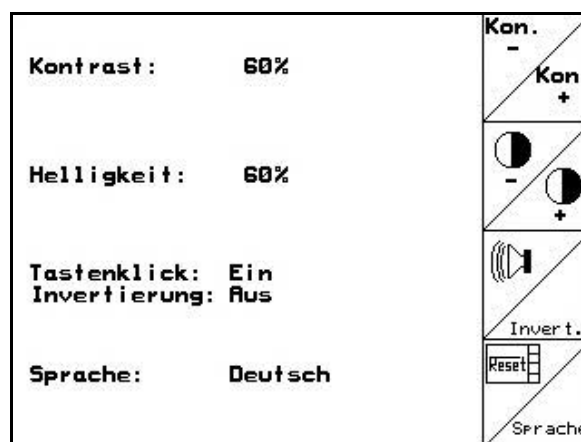 Kontrast: 60%
Helligkeit: 60%
Tastenklick: Ein
Invertierung: Aus
Sprache: Deutsch
Kon.
-
Kon
+
-
+
Invert.
Reset
Sprache